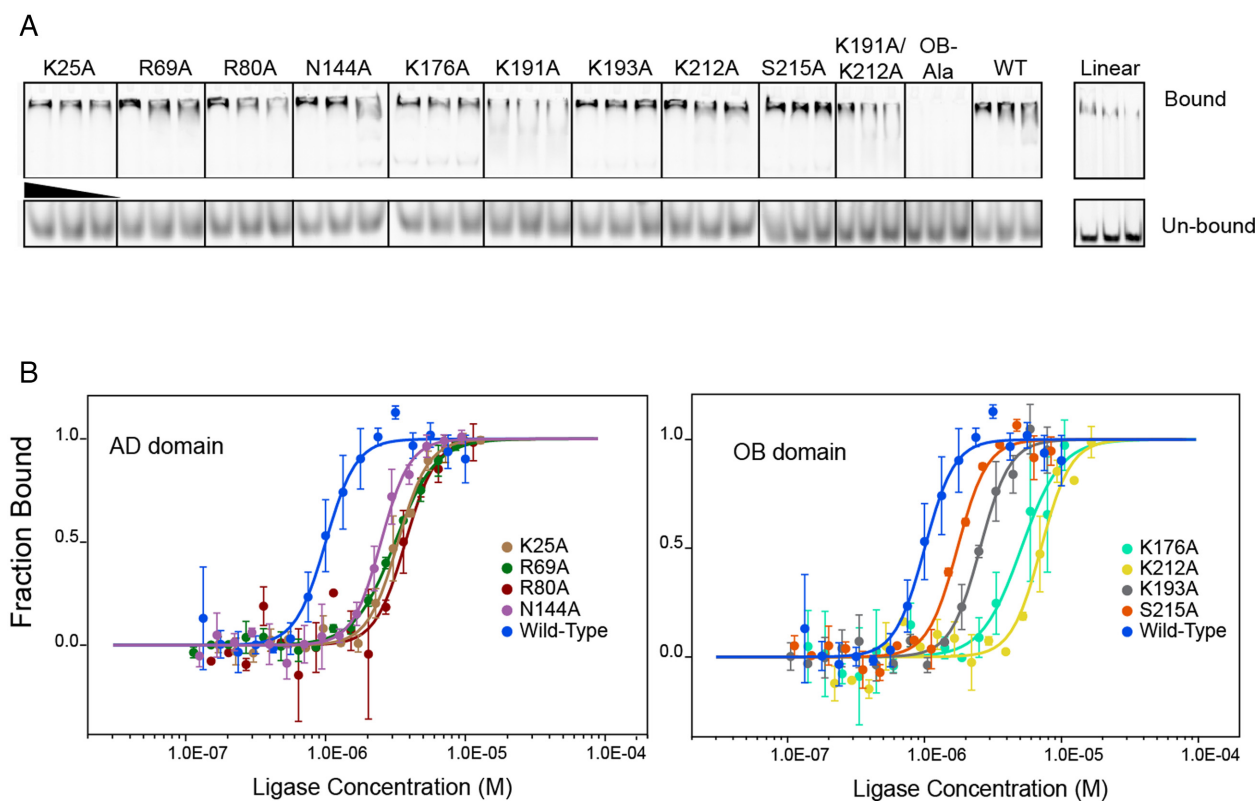 A
K25A R69A R80A N144A K176A K191A K193A K212A S215A K191A/ K212A OB- Ala WT Linear
Bound
Un-bound
B
AD domain
OB domain
Fraction Bound
1.0
0.5
0.0
K25A
R69A
R80A
N144A
Wild-Type
1.0E-07 1.0E-06 1.0E-05 1.0E-04
Ligase Concentration (M)
1.0
0.5
0.0
K176A
K212A
K193A
S215A
Wild-Type
1.0E-07 1.0E-06 1.0E-05 1.0E-04
Ligase Concentration (M)